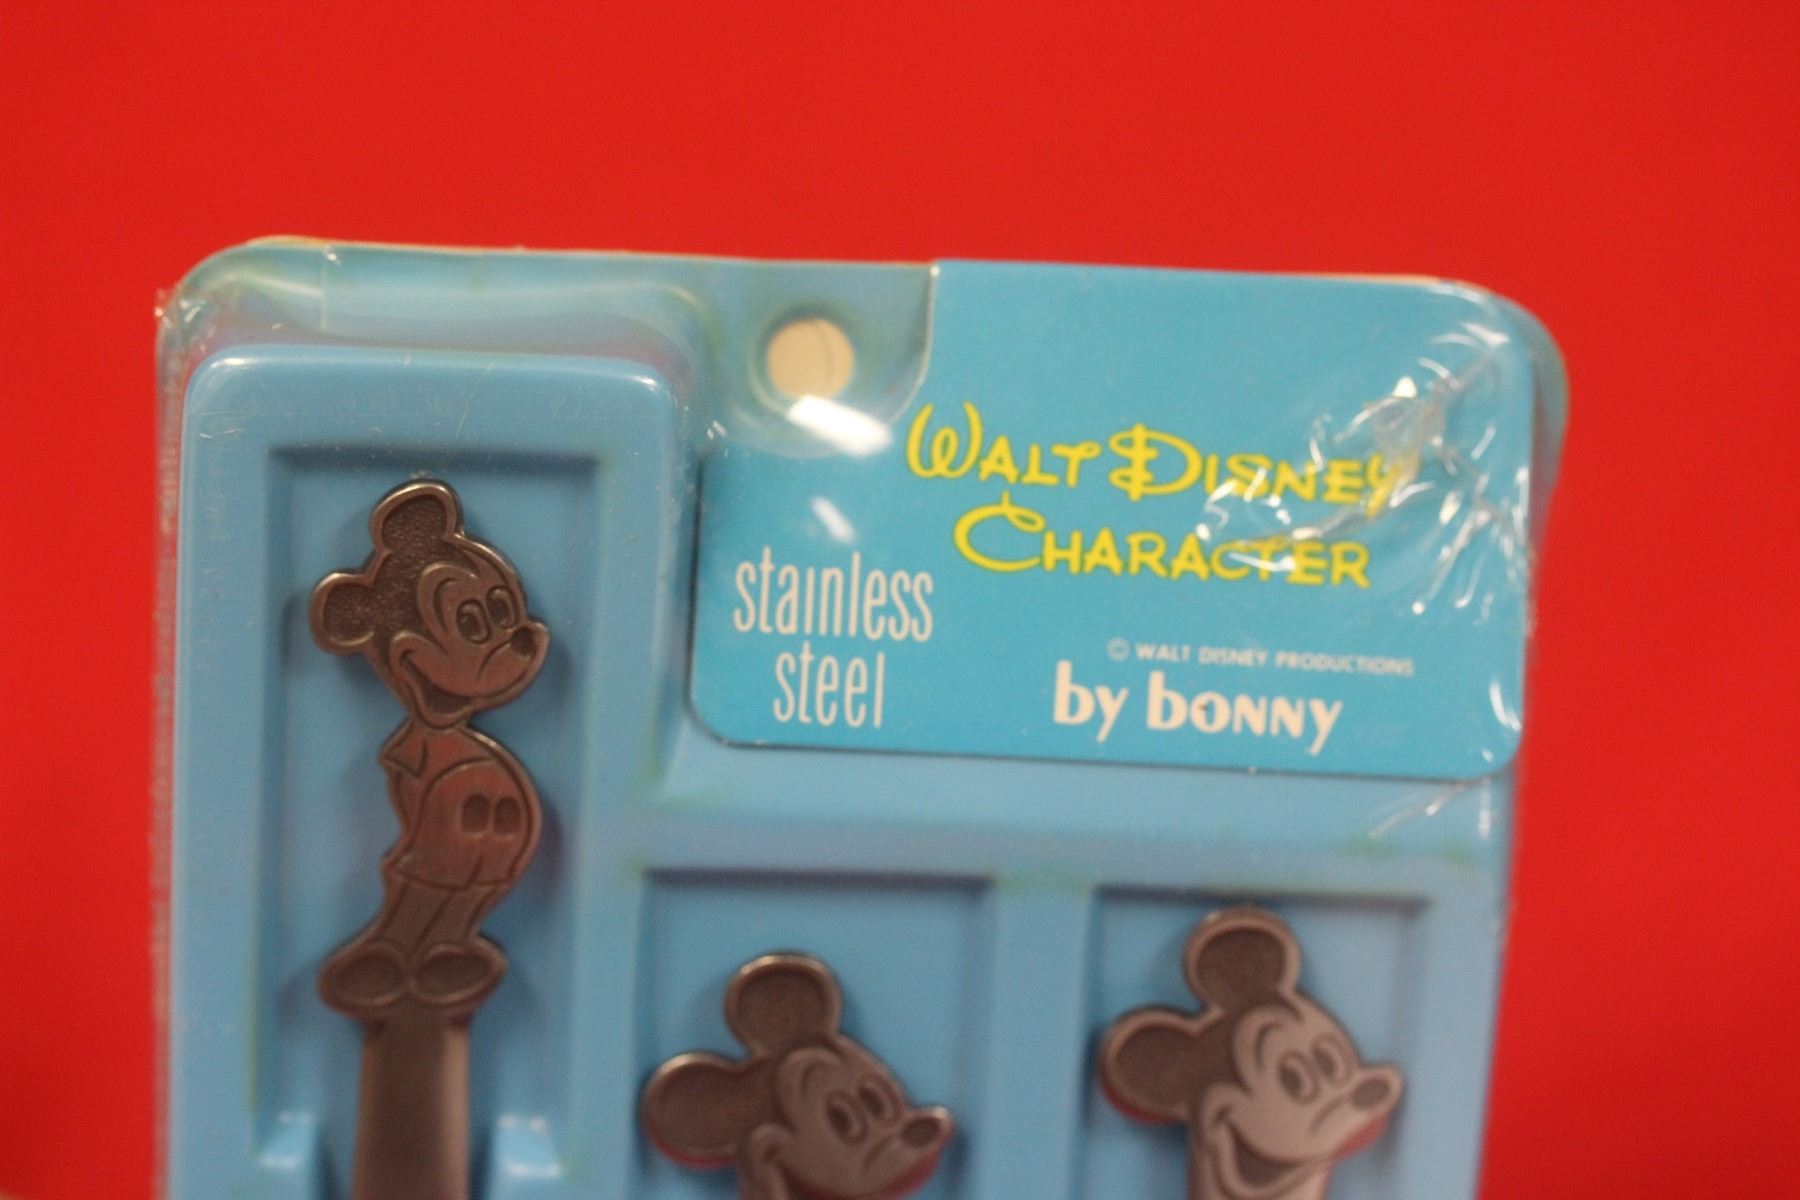 WALT DISNEY
CHARACTER
stainless
steel
© WALT DISNEY PRODUCTIONS
by bonny